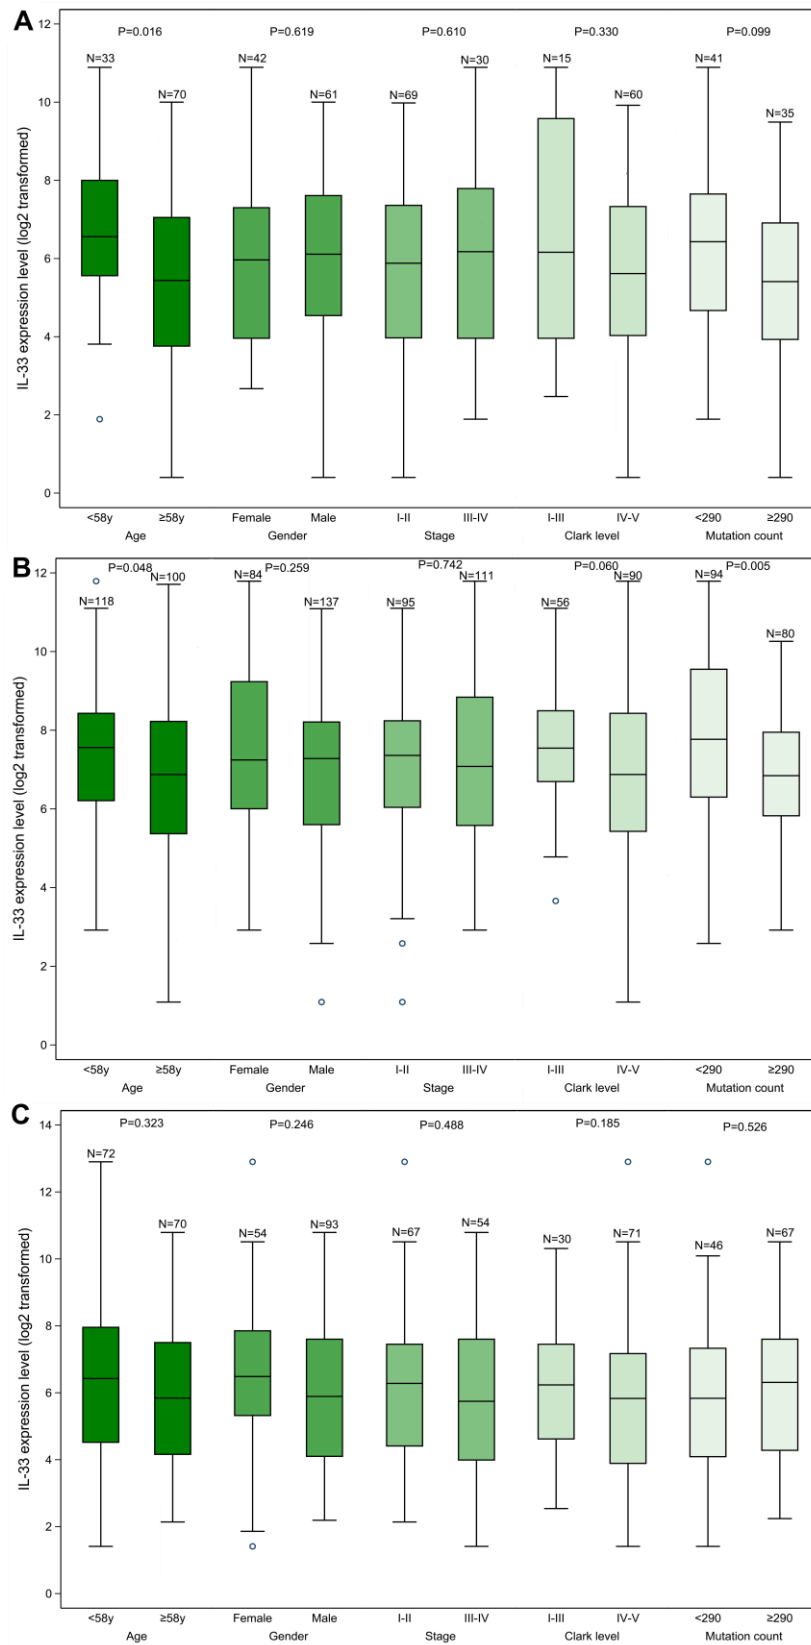 A
P=0.016 P=0.619 P=0.610 P=0.330 P=0.099
N=33 N=70 N=42 N=61 N=69 N=30 N=15 N=60 N=41 N=35
IL-33 expression level (log2 transformed)
12
10
8
6
4
2
0
<58y ≥58y Female Male I-II III-IV I-III IV-V <290 ≥290
Age Gender Stage Clark level Mutation count
B
P=0.048 P=0.259 P=0.742 P=0.060 P=0.005
N=118 N=100 N=84 N=137 N=95 N=111 N=56 N=90 N=94 N=80
IL-33 expression level (log2 transformed)
12
10
8
6
4
2
0
<58y ≥58y Female Male I-II III-IV I-III IV-V <290 ≥290
Age Gender Stage Clark level Mutation count
C
P=0.323 P=0.246 P=0.488 P=0.185 P=0.526
N=72 N=70 N=54 N=93 N=67 N=54 N=30 N=71 N=46 N=67
IL-33 expression level (log2 transformed)
14
12
10
8
6
4
2
0
<58y ≥58y Female Male I-II III-IV I-III IV-V <290 ≥290
Age Gender Stage Clark level Mutation count